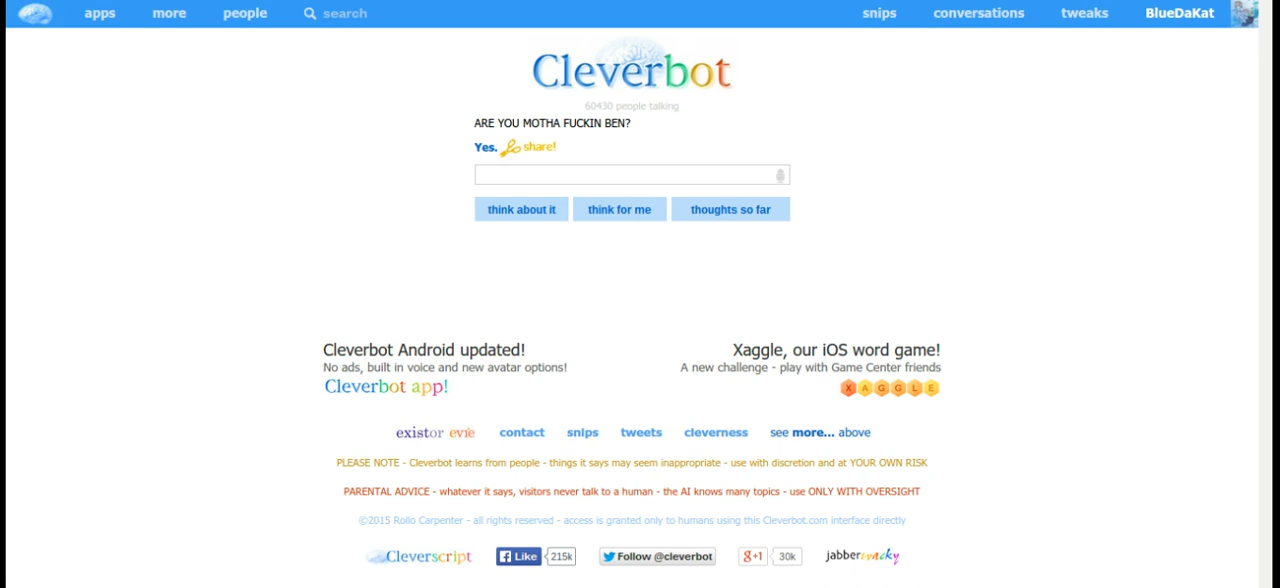 apps more people search snips conversations tweaks BlueDaKat
Cleverbot
60430 people talking
ARE YOU MOTHA FUCKIN BEN?
Yes. share!
think about it think for me thoughts so far
Cleverbot Android updated! Xaggle, our iOS word game!
No ads, built in voice and new avatar options! A new challenge - play with Game Center friends
Cleverbot app! XAGGLE
existor evie contact snips tweets cleverness see more... above
PLEASE NOTE - Cleverbot learns from people - things it says may seem inappropriate - use with discretion and at YOUR OWN RISK
PARENTAL ADVICE - whatever it says, visitors never talk to a human - the AI knows many topics - use ONLY WITH OVERSIGHT
©2015 Rollo Carpenter - all rights reserved - access is granted only to humans using this Cleverbot.com interface directly
Cleverscript Like 215k Follow @cleverbot g+1 30k jabberwacky